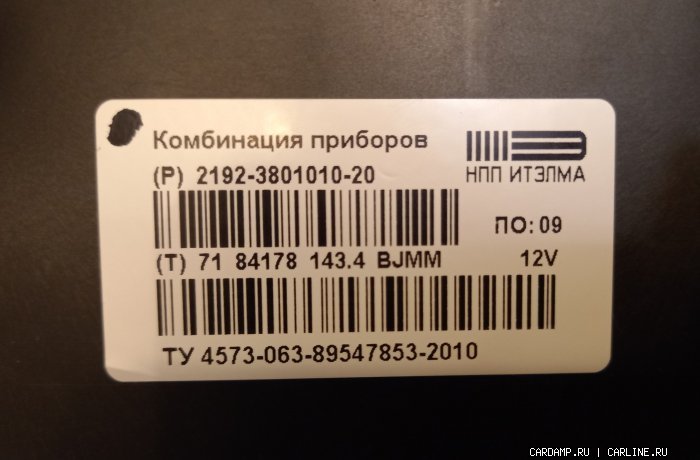 Комбинация приборов
НПП ИТЭЛМА
(P) 2192-3801010-20
ПО: 09
(T) 71 84178 143.4 BJMM
12V
ТУ 4573-063-89547853-2010
CARDAMP.RU | CARLINE.RU